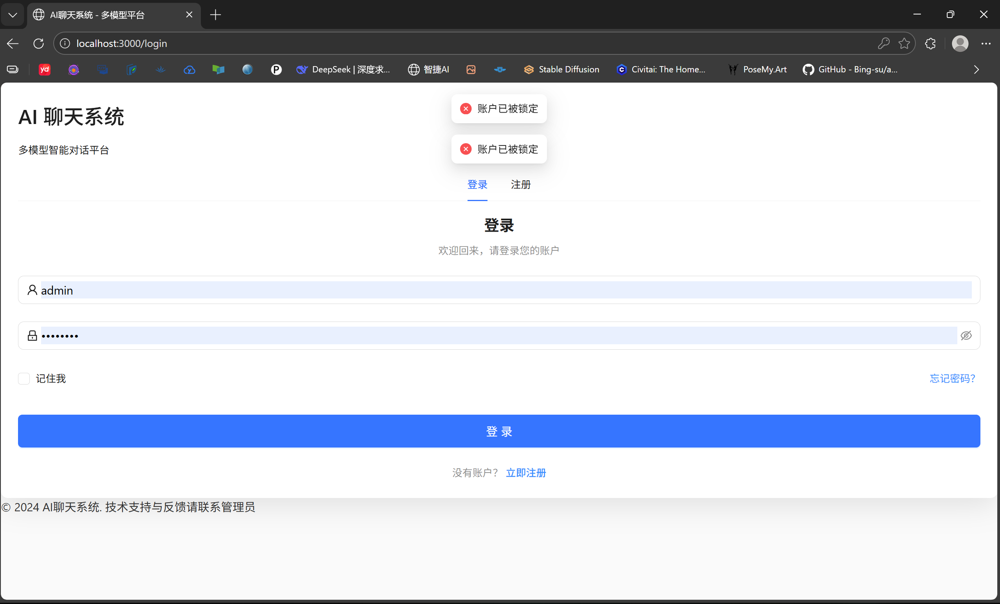 AI聊天系统 - 多模型平台
localhost:3000/login
yd
P
DeepSeek | 深度求...
智捷AI
Stable Diffusion
C
Civitai: The Home...
PoseMy.Art
GitHub - Bing-su/a...
AI 聊天系统
账户已被锁定
账户已被锁定
多模型智能对话平台
登录 注册
登录
欢迎回来，请登录您的账户
admin
••••••••
记住我 忘记密码?
登 录
没有账户？ 立即注册
© 2024 AI聊天系统. 技术支持与反馈请联系管理员